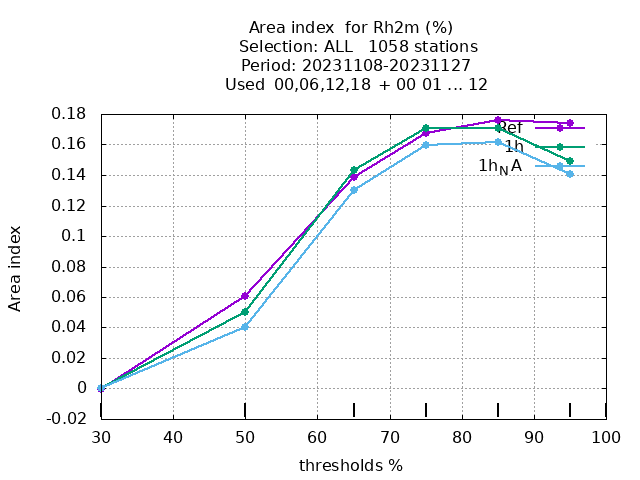 Area index  for Rh2m (%)
Selection: ALL   1058 stations
Period: 20231108-20231127
Used  00,06,12,18  + 00 01 ... 12
0.18
0.16
0.14
0.12
0.1
0.08
0.06
0.04
0.02
0
-0.02
Area index
Ref
1h
1h_NA
30 40 50 60 70 80 90 100
thresholds %